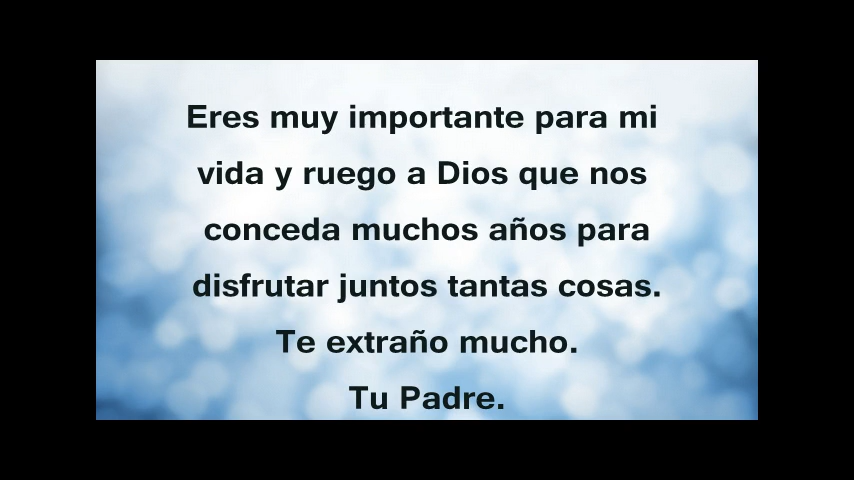 Eres muy importante para mi
vida y ruego a Dios que nos
conceda muchos años para
disfrutar juntos tantas cosas.
Te extraño mucho.
Tu Padre.